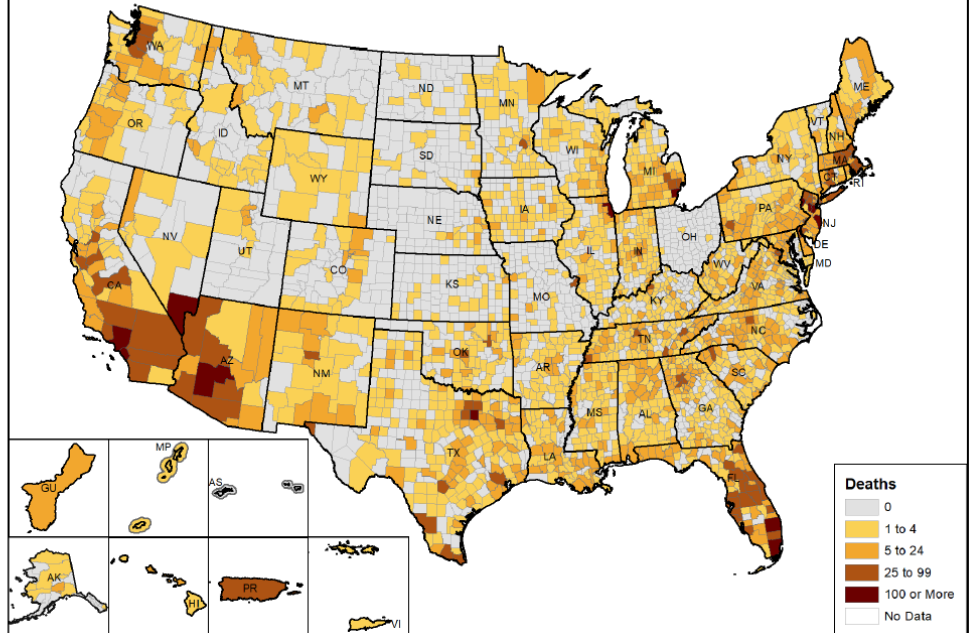 WA
MT
ND
MN
ME
OR
ID
SD
WI
MI
VT
NH
NY
MA
CT
RI
WY
IA
NE
PA
NJ
NV
UT
CO
IL
IN
OH
DE
MD
WV
VA
CA
KS
MO
KY
NC
TN
AZ
NM
OK
AR
SC
MS
AL
GA
TX
LA
FL
GU
MP
AS
AK
HI
PR
VI
Deaths
0
1 to 4
5 to 24
25 to 99
100 or More
No Data